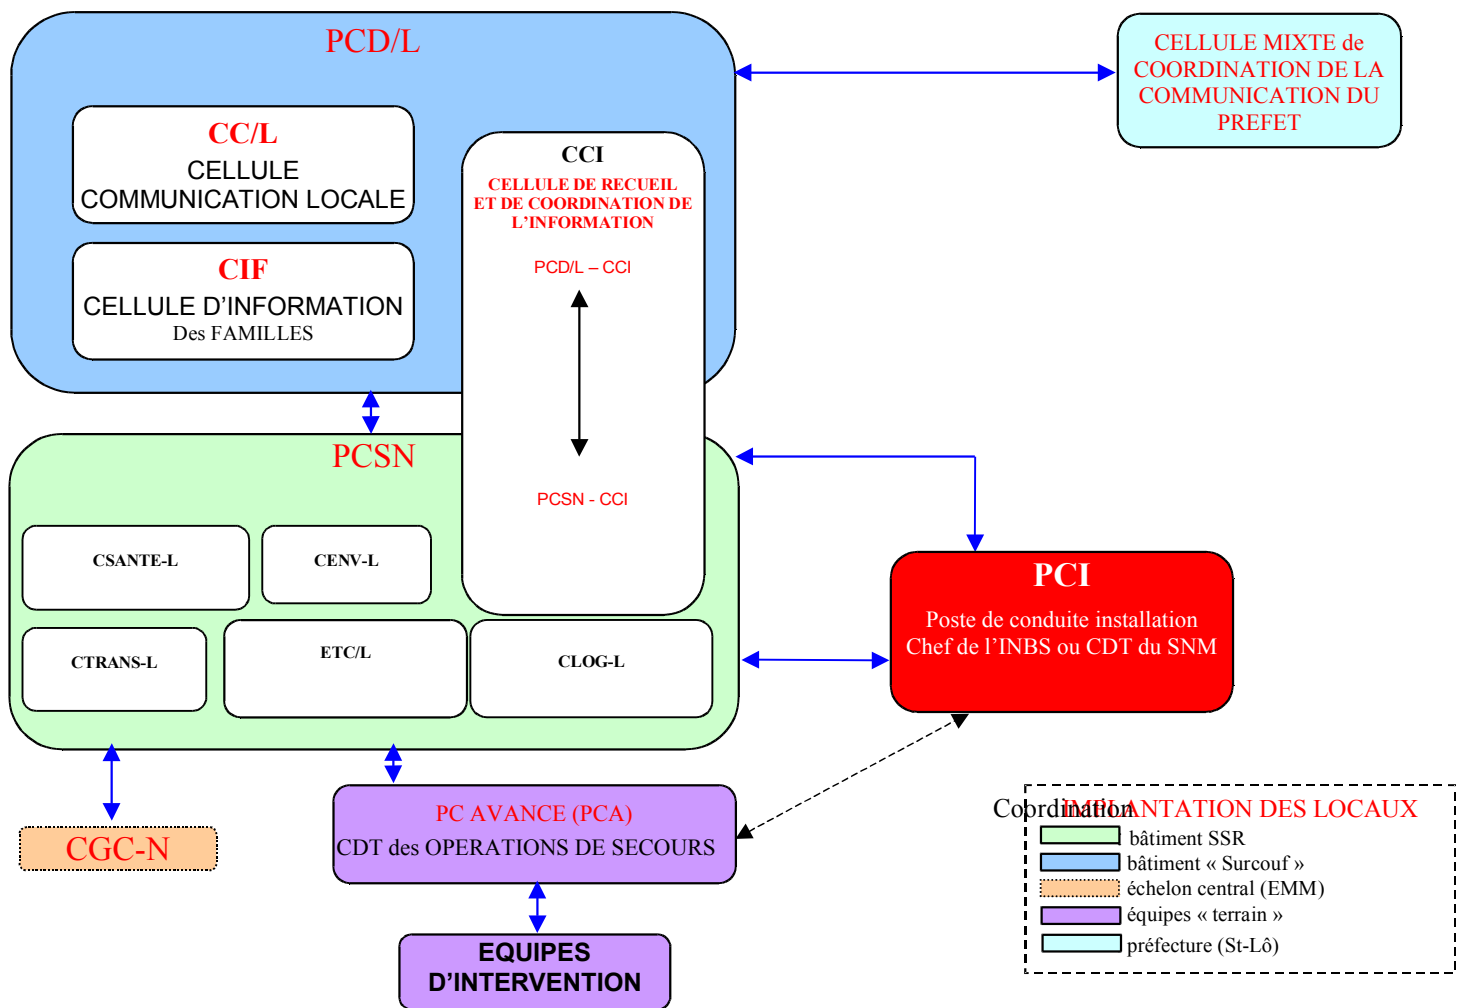 PCD/L
CELLULE MIXTE de
COORDINATION DE LA
COMMUNICATION DU
PREFET
CC/L
CELLULE
COMMUNICATION LOCALE
CIF
CELLULE D’INFORMATION
Des FAMILLES
CCI
CELLULE DE RECUEIL
ET DE COORDINATION DE
L’INFORMATION
PCD/L – CCI
PCSN - CCI
PCSN
CSANTE-L
CENV-L
CTRANS-L
ETC/L
CLOG-L
PCI
Poste de conduite installation
Chef de l’INBS ou CDT du SNM
CGC-N
PC AVANCE (PCA)
CDT des OPERATIONS DE SECOURS
EQUIPES
D’INTERVENTION
Coordination
IMPLANTATION DES LOCAUX
bâtiment SSR
bâtiment « Surcouf »
échelon central (EMM)
équipes « terrain »
préfecture (St-Lô)